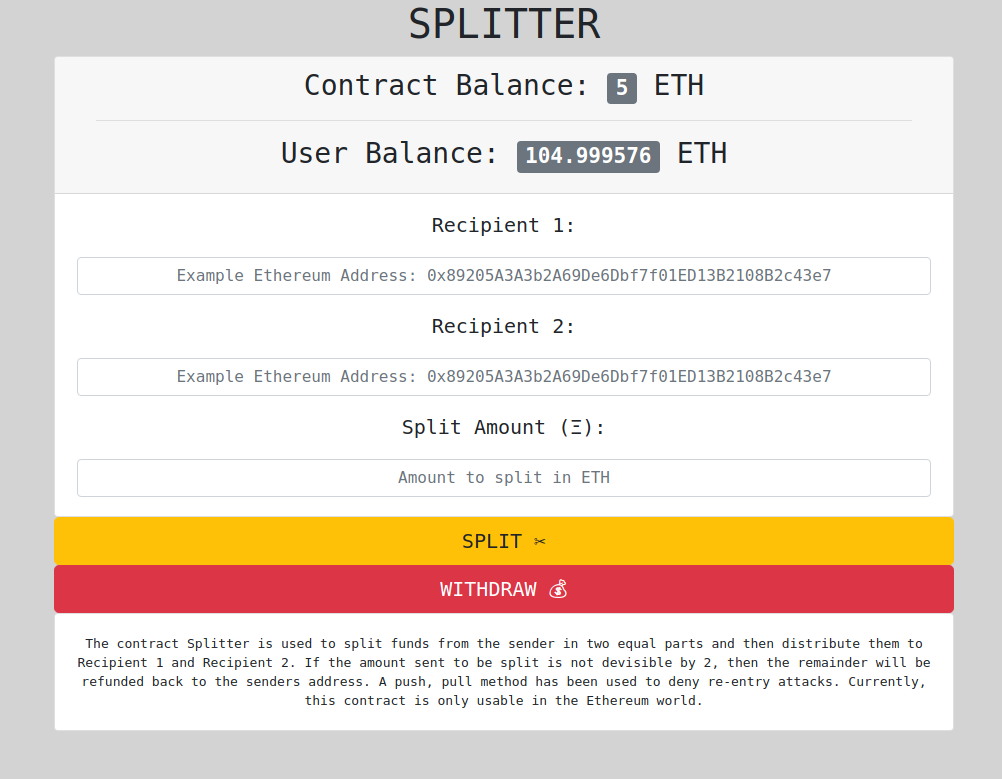 SPLITTER
Contract Balance: 5 ETH
User Balance: 104.999576 ETH
Recipient 1:
Example Ethereum Address: 0x89205A3A3b2A69De6Dbf7f01ED13B2108B2c43e7
Recipient 2:
Example Ethereum Address: 0x89205A3A3b2A69De6Dbf7f01ED13B2108B2c43e7
Split Amount (Ξ):
Amount to split in ETH
SPLIT ✂
WITHDRAW 💰
The contract Splitter is used to split funds from the sender in two equal parts and then distribute them to
Recipient 1 and Recipient 2. If the amount sent to be split is not devisible by 2, then the remainder will be
refunded back to the senders address. A push, pull method has been used to deny re-entry attacks. Currently,
this contract is only usable in the Ethereum world.